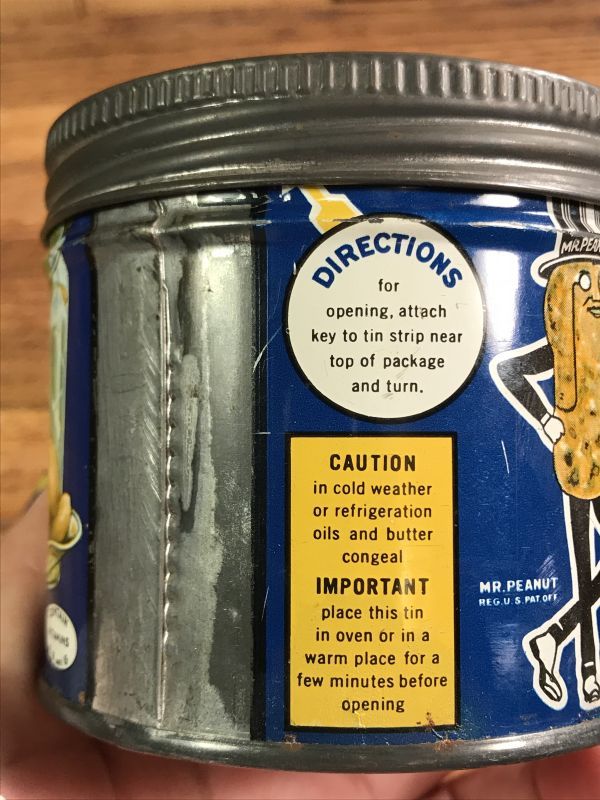 DIRECTIONS
for
opening, attach
key to tin strip near
top of package
and turn.
CAUTION
in cold weather
or refrigeration
oils and butter
congeal
IMPORTANT
place this tin
in oven or in a
warm place for a
few minutes before
opening
MR.PEA
MR.PEANUT
REG.U.S.PAT.OFF.